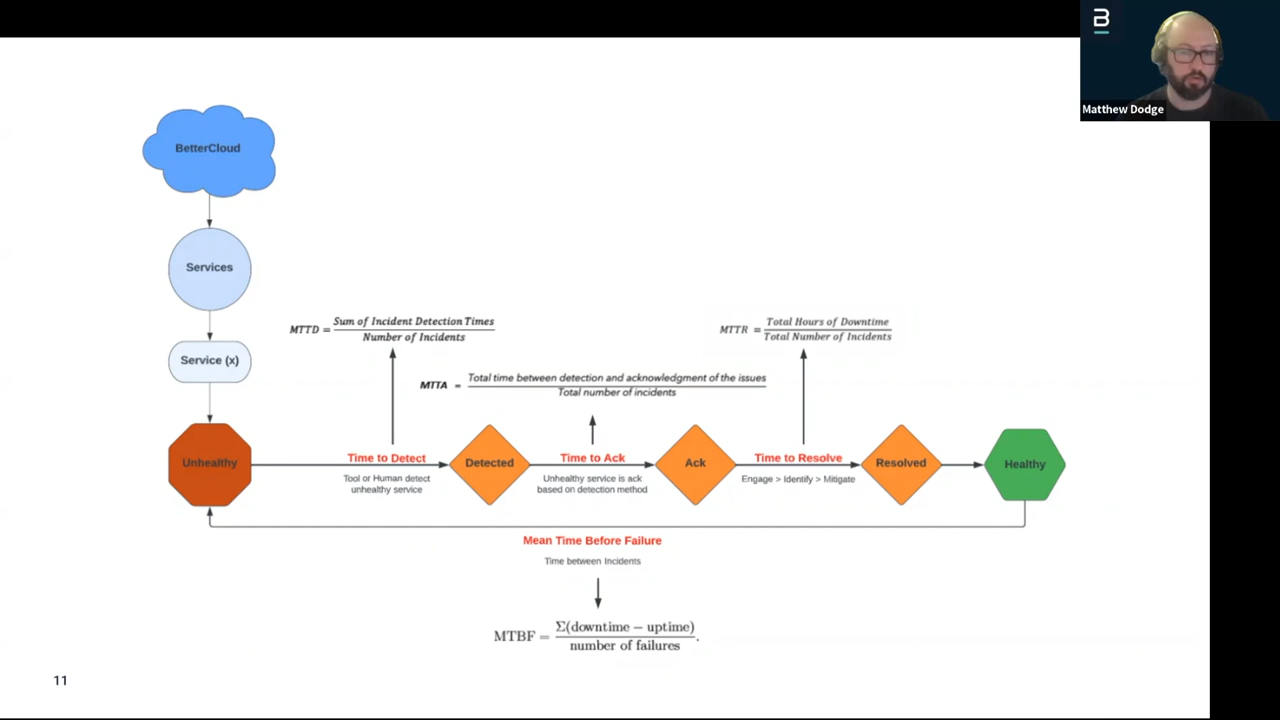 B
Matthew Dodge
BetterCloud
Services
Service (x)
MTTD = Sum of Incident Detection Times
Number of Incidents
MTTR = Total Hours of Downtime
Total Number of Incidents
MTTA = Total time between detection and acknowledgment of the issues
Total number of incidents
Unhealthy
Time to Detect
Tool or Human detect
unhealthy service
Detected
Time to Ack
Unhealthy service is ack
based on detection method
Ack
Time to Resolve
Engage > Identify > Mitigate
Resolved
Healthy
Mean Time Before Failure
Time between Incidents
MTBF = Σ(downtime − uptime)
number of failures.
11